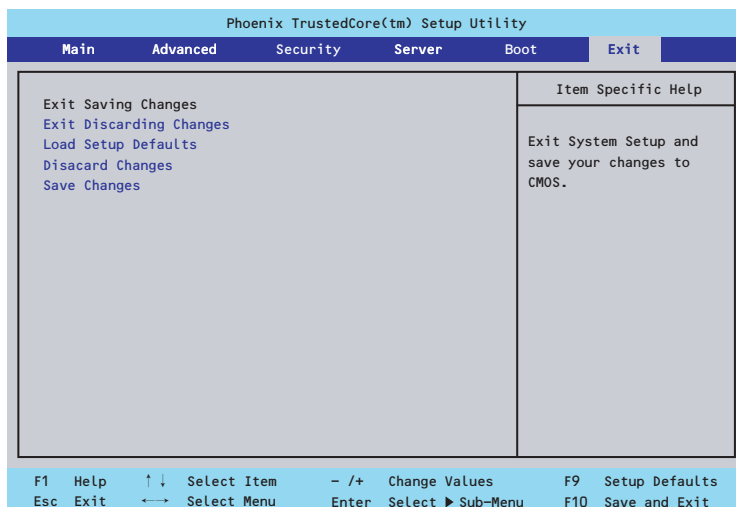 Phoenix TrustedCore(tm) Setup Utility
Main Advanced Security Server Boot Exit
Exit Saving Changes
Exit Discarding Changes
Load Setup Defaults
Disacard Changes
Save Changes
Item Specific Help
Exit System Setup and
save your changes to
CMOS.
F1 Help ↑↓ Select Item - /+ Change Values F9 Setup Defaults
Esc Exit ←→ Select Menu Enter Select ▶ Sub-Menu F10 Save and Exit